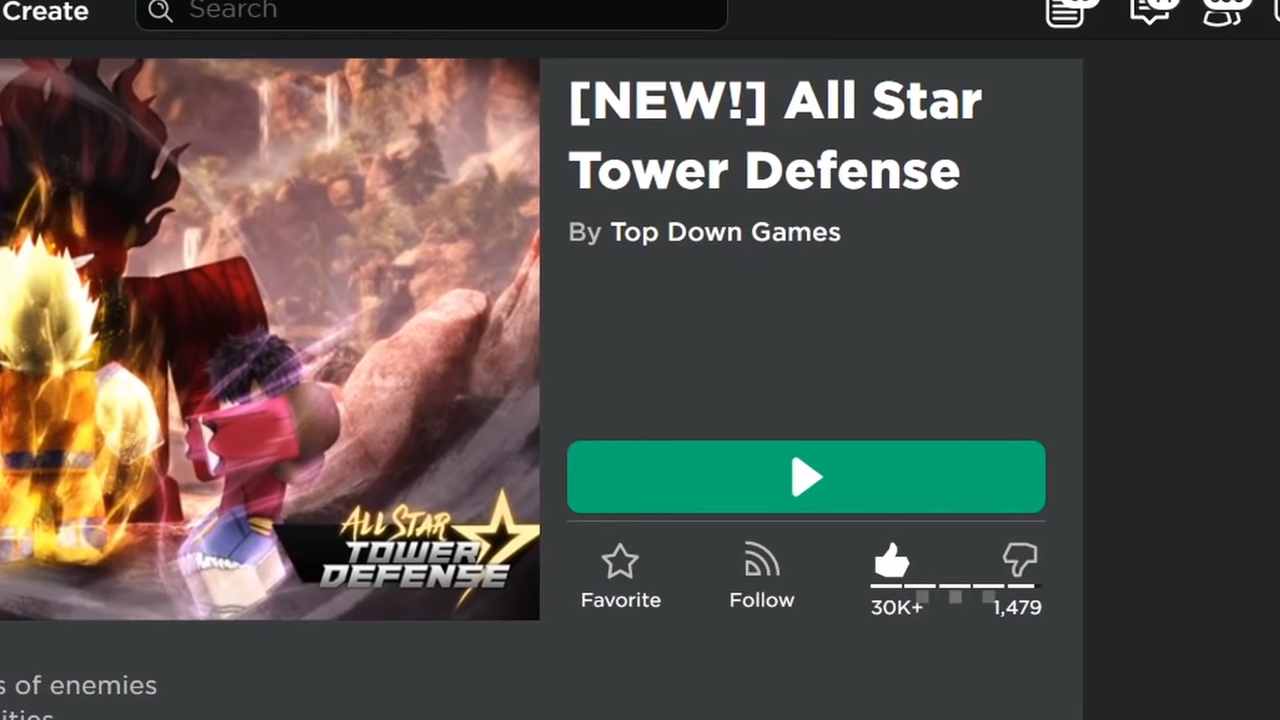 Create
Search
[NEW!] All Star
Tower Defense
By Top Down Games
ALL STAR
TOWER
DEFENSE
Favorite
Follow
30K+
1,479
s of enemies